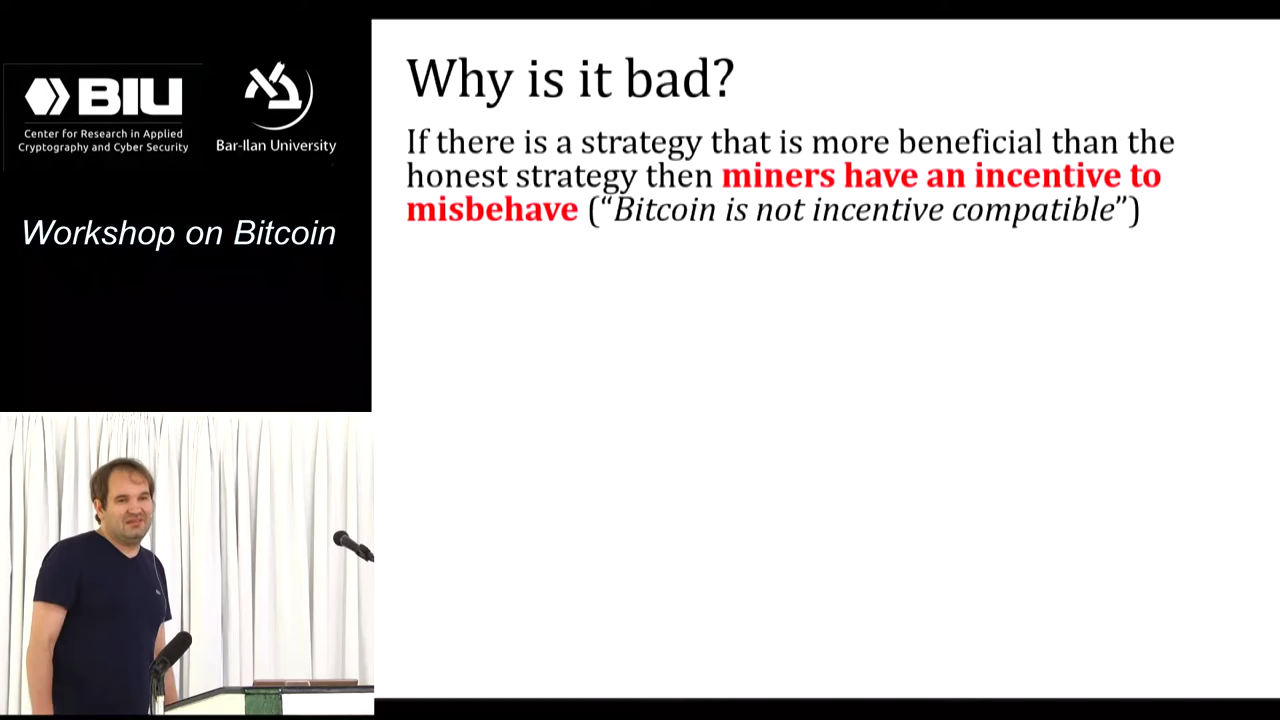 BIU
Center for Research in Applied
Cryptography and Cyber Security
Bar-Ilan University
Workshop on Bitcoin
Why is it bad?
If there is a strategy that is more beneficial than the
honest strategy then miners have an incentive to
misbehave (“Bitcoin is not incentive compatible”)